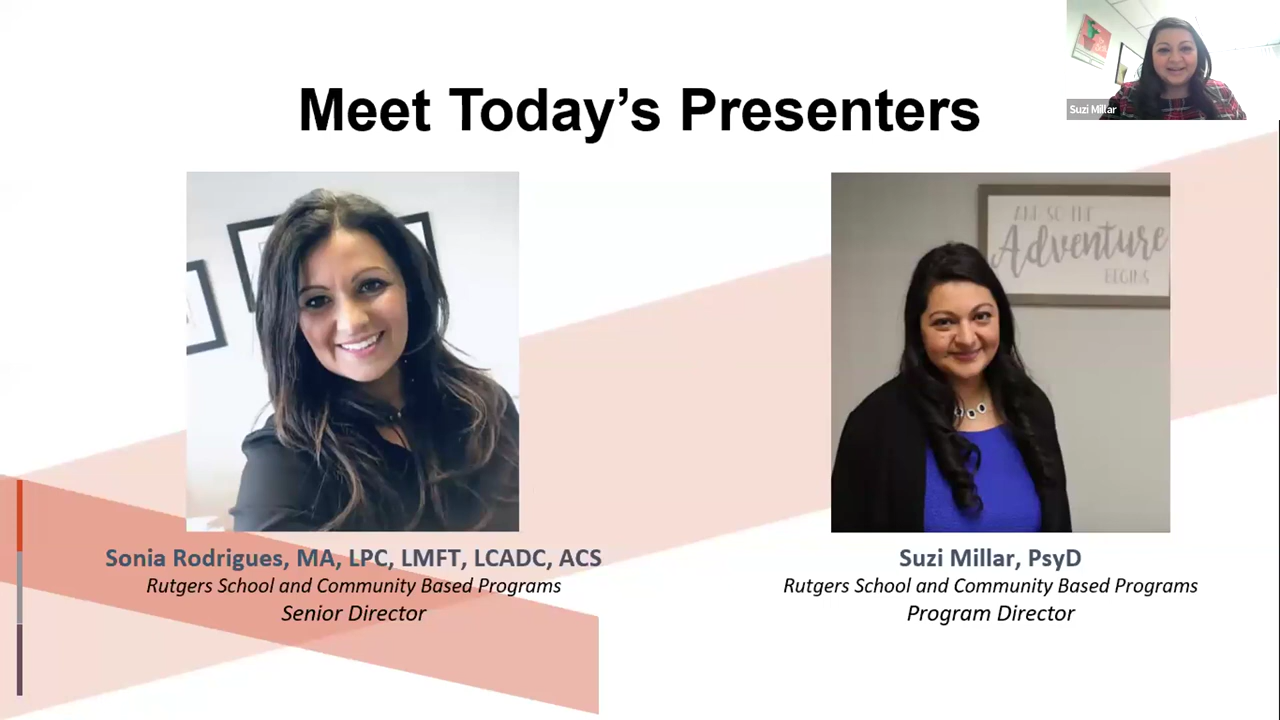 Meet Today's Presenters
Suzi Millar
AND SO THE
Adventure
BEGINS
Sonia Rodrigues, MA, LPC, LMFT, LCADC, ACS
Rutgers School and Community Based Programs
Senior Director
Suzi Millar, PsyD
Rutgers School and Community Based Programs
Program Director